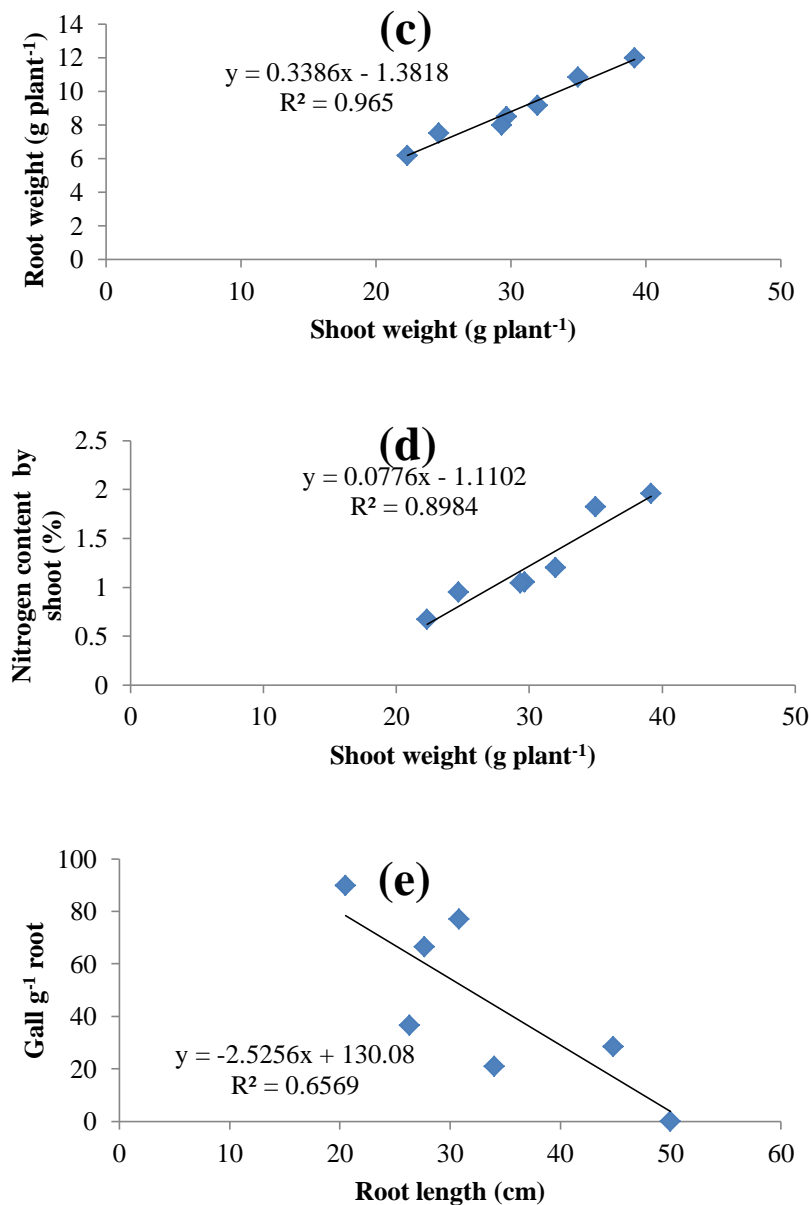 (c)
y = 0.3386x - 1.3818
R² = 0.965
14
12
10
8
6
4
2
0
0 10 20 30 40 50
Root weight (g plant⁻¹)
Shoot weight (g plant⁻¹)
(d)
y = 0.0776x - 1.1102
R² = 0.8984
2.5
2
1.5
1
0.5
0
0 10 20 30 40 50
Nitrogen content by
shoot (%)
Shoot weight (g plant⁻¹)
(e)
100
80
60
40
20
0
y = -2.5256x + 130.08
R² = 0.6569
0 10 20 30 40 50 60
Gall g⁻¹ root
Root length (cm)